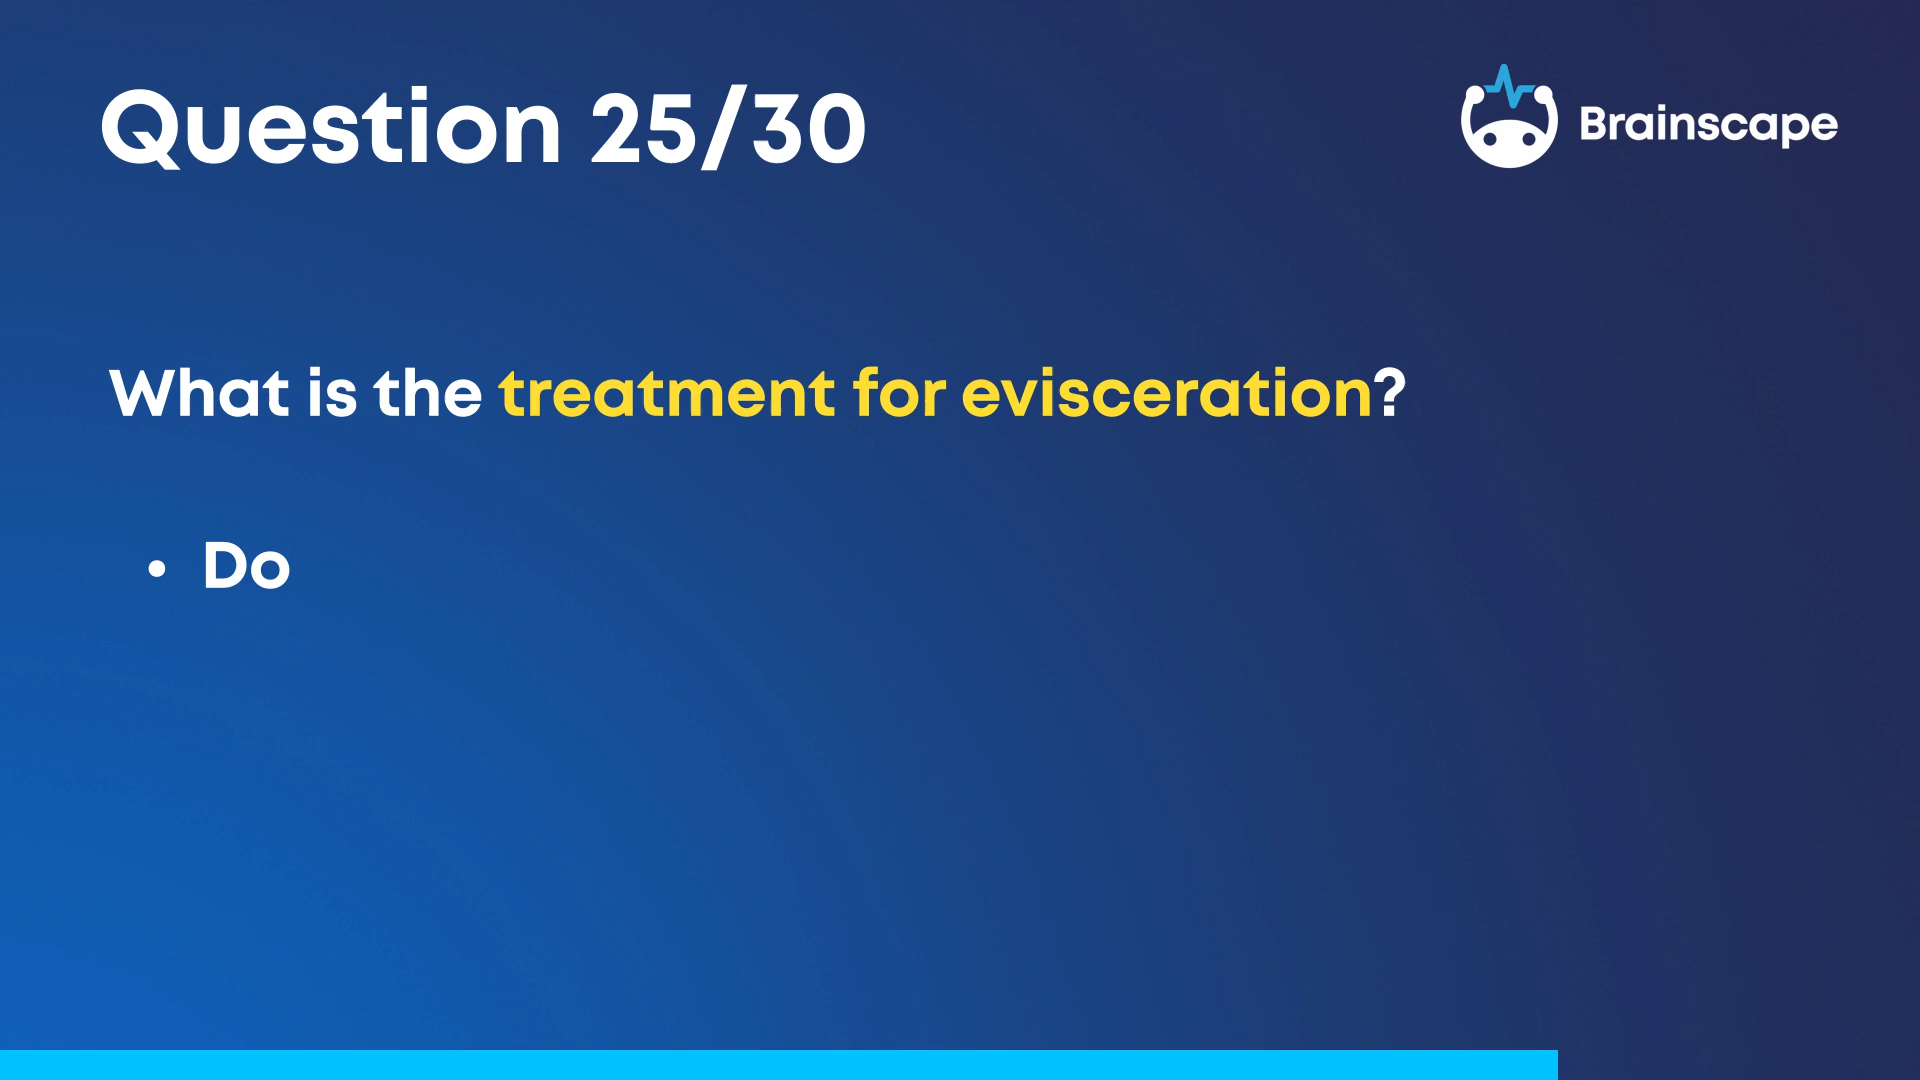 Question 25/30
Brainscape
What is the treatment for evisceration?
• Do